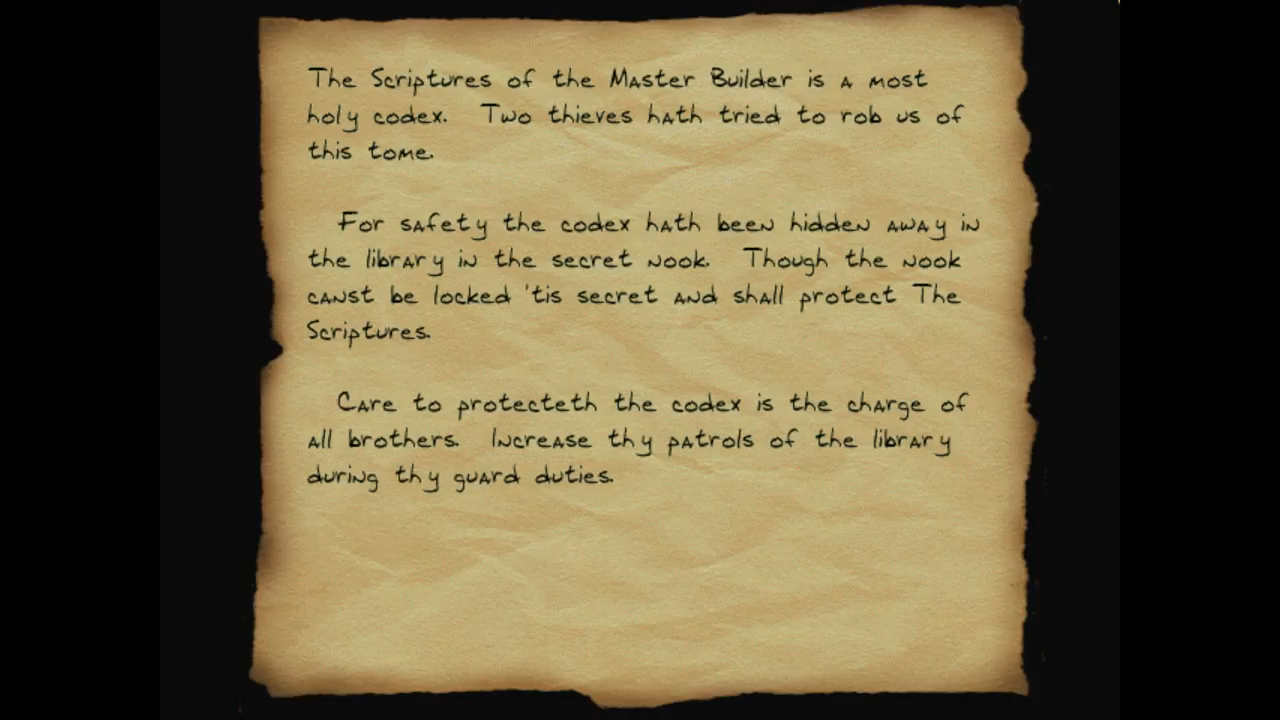 The Scriptures of the Master Builder is a most
holy codex. Two thieves hath tried to rob us of
this tome.
For safety the codex hath been hidden away in
the library in the secret nook. Though the nook
canst be locked 'tis secret and shall protect The
Scriptures.
Care to protecteth the codex is the charge of
all brothers. Increase thy patrols of the library
during thy guard duties.